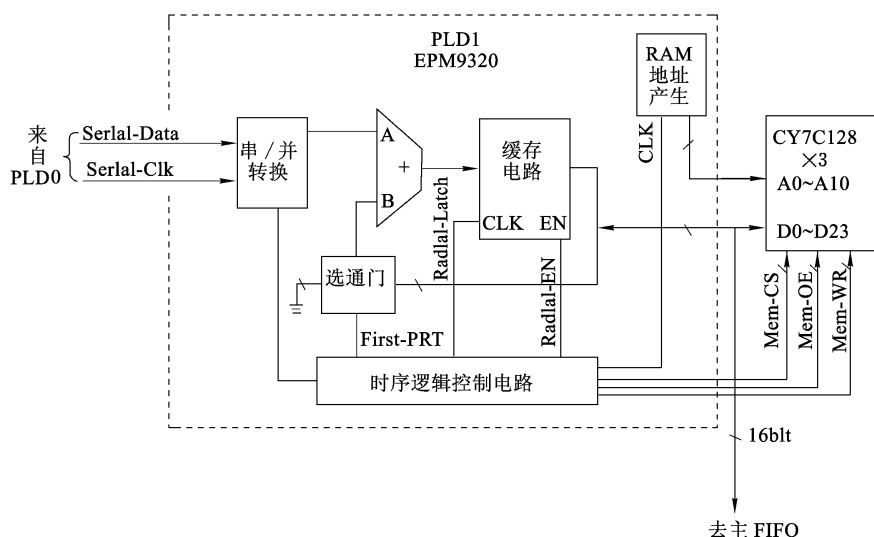 PLD1
EPM9320
RAM
地址
产生
来
自
PLD0
Serlal-Data
Serlal-Clk
串/并
转换
A
+
B
缓存
电路
CLK EN
CLK
CY7C128
×3
A0~A10
D0~D23
Radlal-Latch
Radlal-EN
选通门
First-PRT
Mem-CS
Mem-OE
Mem-WR
时序逻辑控制电路
16blt
去主 FIFO